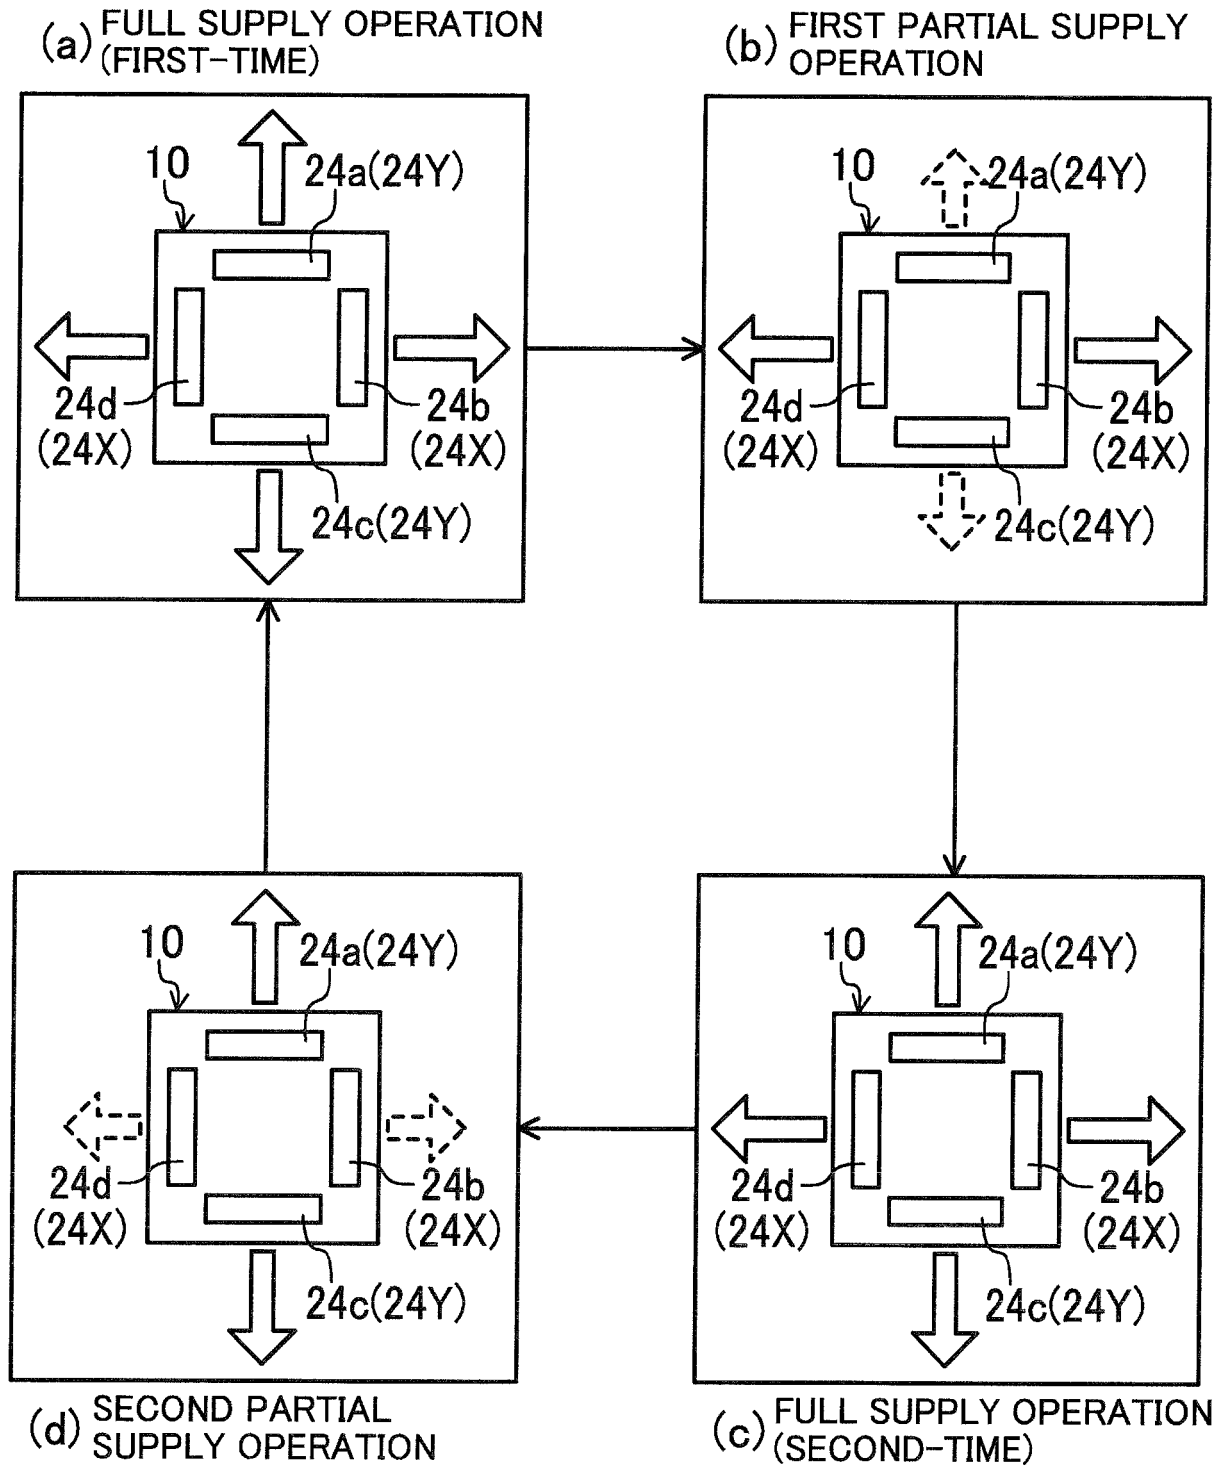 (a) FULL SUPPLY OPERATION
(FIRST-TIME)
10
24a(24Y)
24d
(24X)
24b
(24X)
24c(24Y)
(b) FIRST PARTIAL SUPPLY
OPERATION
10
24a(24Y)
24d
(24X)
24b
(24X)
24c(24Y)
10
24a(24Y)
24d
(24X)
24b
(24X)
24c(24Y)
(d) SECOND PARTIAL
SUPPLY OPERATION
10
24a(24Y)
24d
(24X)
24b
(24X)
24c(24Y)
(c) FULL SUPPLY OPERATION
(SECOND-TIME)